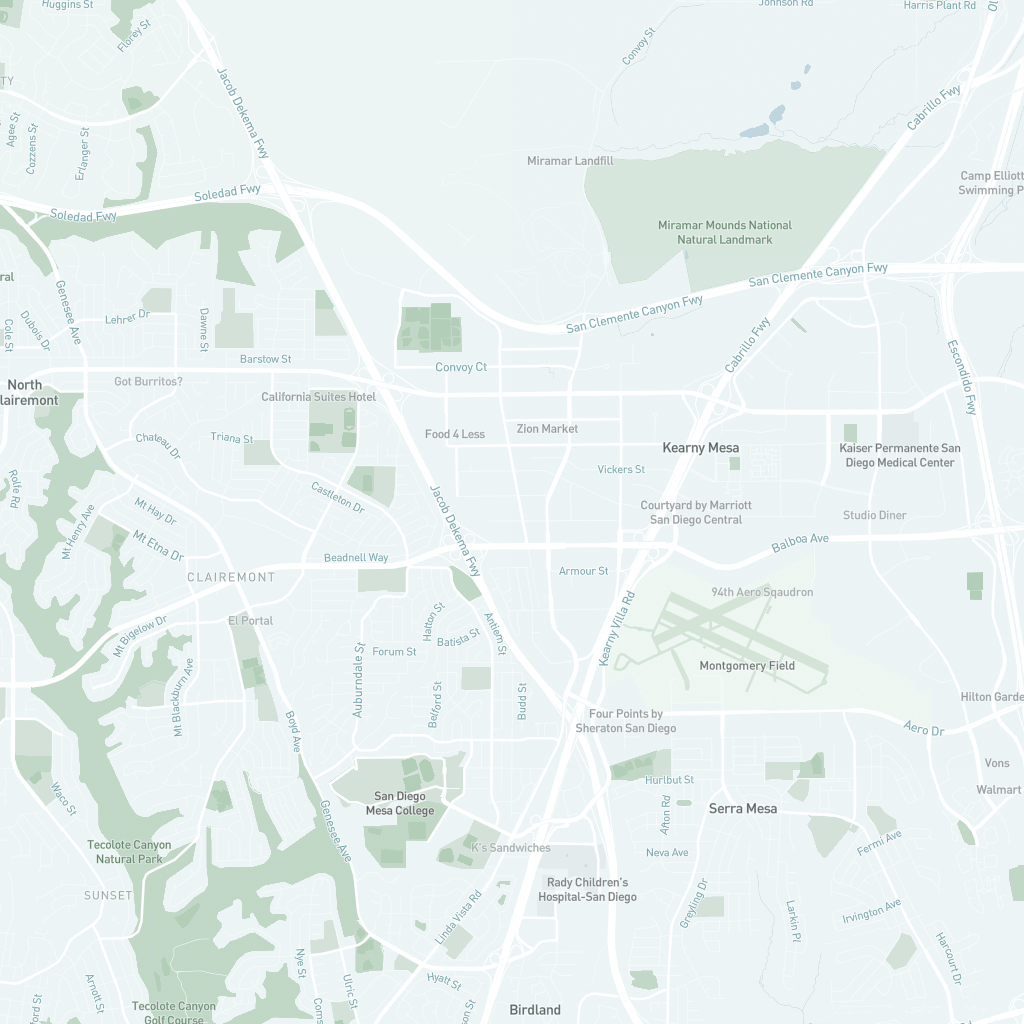 Huggins St
Florey St
Johnson Rd
Harris Plant Rd
Convoy St
TY
Jacob Dekema Fwy
Cabrillo Fwy
Agee St
Cozzens St
Erlanger St
Miramar Landfill
Camp Elliott
Swimming P
Soledad Fwy
Soledad Fwy
Miramar Mounds National
Natural Landmark
ral
San Clemente Canyon Fwy
San Clemente Canyon Fwy
Genesee Ave
Dubois Dr
Cole St
Lehrer Dr
Dawne St
Cabrillo Fwy
Escondido Fwy
Barstow St
Convoy Ct
North
lairemont
Got Burritos?
California Suites Hotel
Food 4 Less
Zion Market
Triana St
Chateau Dr
Kearny Mesa
Kaiser Permanente San
Diego Medical Center
Vickers St
Rolfe Rd
Castleton Dr
Jacob Dekema Fwy
Courtyard by Marriott
San Diego Central
Studio Diner
Mt Hay Dr
Mt Henry Ave
Mt Etna Dr
Balboa Ave
Beadnell Way
Armour St
CLAIREMONT
94th Aero Sqaudron
El Portal
Mt Bigelow Dr
Hatton St
Batista St
Antiem St
Kearny Villa Rd
Forum St
Auburndale St
Montgomery Field
Mt Blackburn Ave
Belford St
Budd St
Hilton Garde
Boyd Ave
Four Points by
Sheraton San Diego
Aero Dr
Vons
Walmart
Waco St
Hurlbut St
San Diego
Mesa College
Afton Rd
Serra Mesa
Genesee Ave
Tecolote Canyon
Natural Park
K's Sandwiches
Neva Ave
Fermi Ave
SUNSET
Rady Children's
Hospital-San Diego
Greyling Dr
Linda Vista Rd
Larkin Pl
Irvington Ave
Harcourt Dr
Arnott St
Nye St
Ulric St
Hyatt St
Tecolote Canyon
Golf Course
Birdland